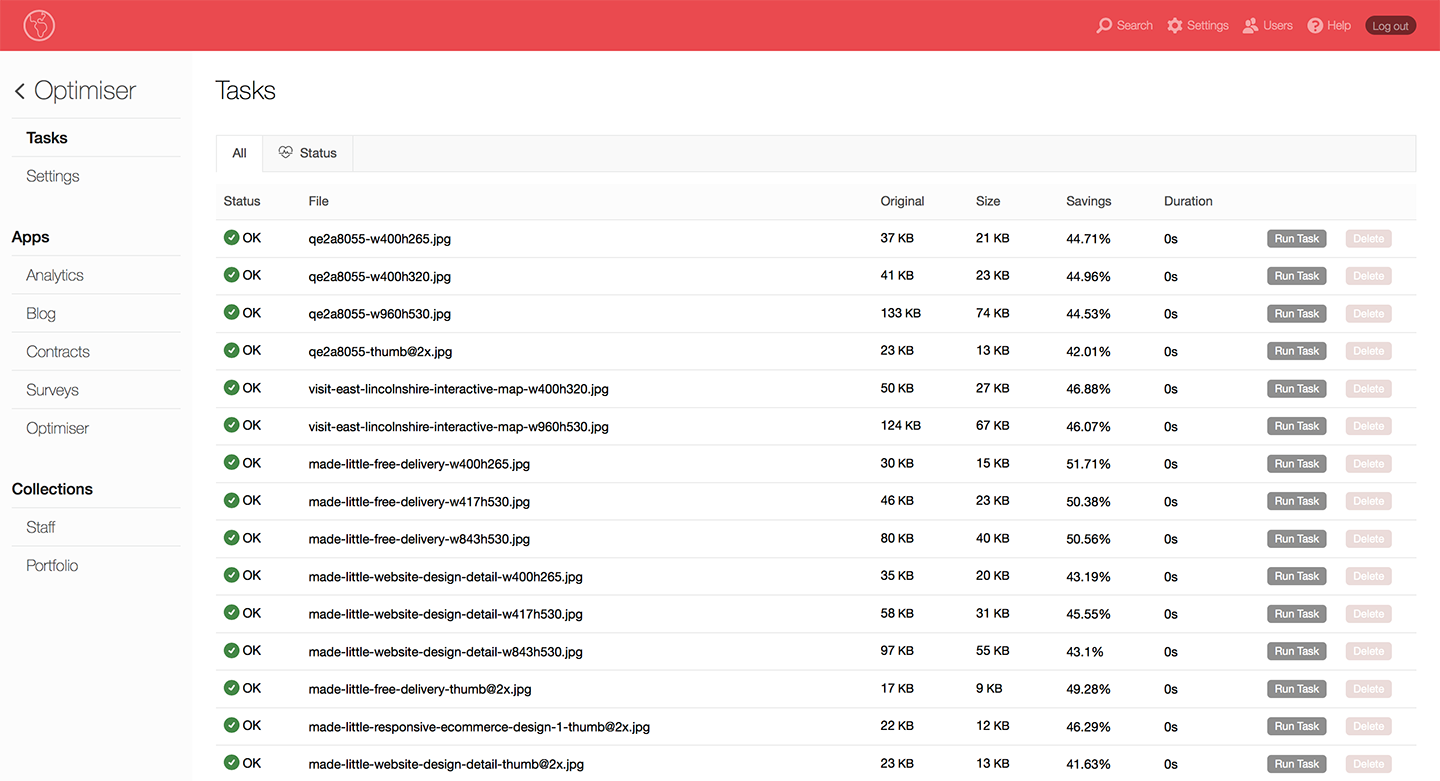 Search Settings Users Help Log out
Optimiser
Tasks
Settings
Apps
Analytics
Blog
Contracts
Surveys
Optimiser
Collections
Staff
Portfolio
Tasks
All Status
Status File Original Size Savings Duration
OK qe2a8055-w400h265.jpg 37 KB 21 KB 44.71% 0s Run Task Delete
OK qe2a8055-w400h320.jpg 41 KB 23 KB 44.96% 0s Run Task Delete
OK qe2a8055-w960h530.jpg 133 KB 74 KB 44.53% 0s Run Task Delete
OK qe2a8055-thumb@2x.jpg 23 KB 13 KB 42.01% 0s Run Task Delete
OK visit-east-lincolnshire-interactive-map-w400h320.jpg 50 KB 27 KB 46.88% 0s Run Task Delete
OK visit-east-lincolnshire-interactive-map-w960h530.jpg 124 KB 67 KB 46.07% 0s Run Task Delete
OK made-little-free-delivery-w400h265.jpg 30 KB 15 KB 51.71% 0s Run Task Delete
OK made-little-free-delivery-w417h530.jpg 46 KB 23 KB 50.38% 0s Run Task Delete
OK made-little-free-delivery-w843h530.jpg 80 KB 40 KB 50.56% 0s Run Task Delete
OK made-little-website-design-detail-w400h265.jpg 35 KB 20 KB 43.19% 0s Run Task Delete
OK made-little-website-design-detail-w417h530.jpg 58 KB 31 KB 45.55% 0s Run Task Delete
OK made-little-website-design-detail-w843h530.jpg 97 KB 55 KB 43.1% 0s Run Task Delete
OK made-little-free-delivery-thumb@2x.jpg 17 KB 9 KB 49.28% 0s Run Task Delete
OK made-little-responsive-ecommerce-design-1-thumb@2x.jpg 22 KB 12 KB 46.29% 0s Run Task Delete
OK made-little-website-design-detail-thumb@2x.jpg 23 KB 13 KB 41.63% 0s Run Task Delete